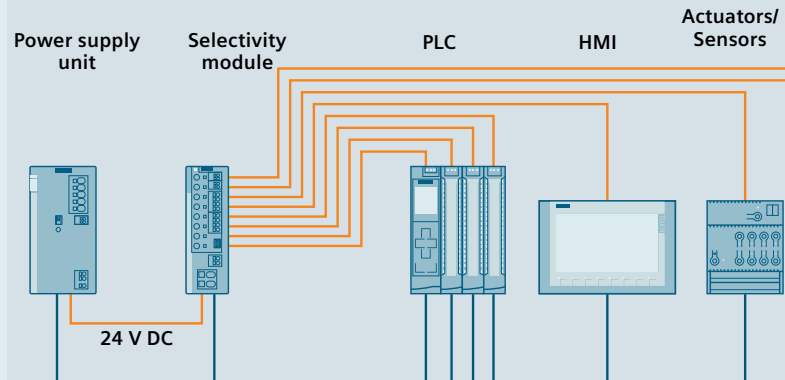 Power supply
unit
Selectivity
module
PLC
HMI
Actuators/
Sensors
24 V DC